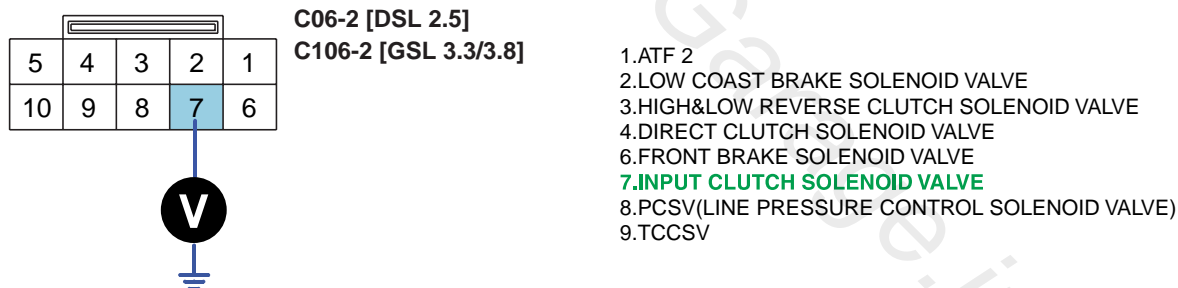 C06-2 [DSL 2.5]
C106-2 [GSL 3.3/3.8]
5 4 3 2 1
10 9 8 7 6
V
1.ATF 2
2.LOW COAST BRAKE SOLENOID VALVE
3.HIGH&LOW REVERSE CLUTCH SOLENOID VALVE
4.DIRECT CLUTCH SOLENOID VALVE
6.FRONT BRAKE SOLENOID VALVE
7.INPUT CLUTCH SOLENOID VALVE
8.PCSV(LINE PRESSURE CONTROL SOLENOID VALVE)
9.TCCSV
Garage.i